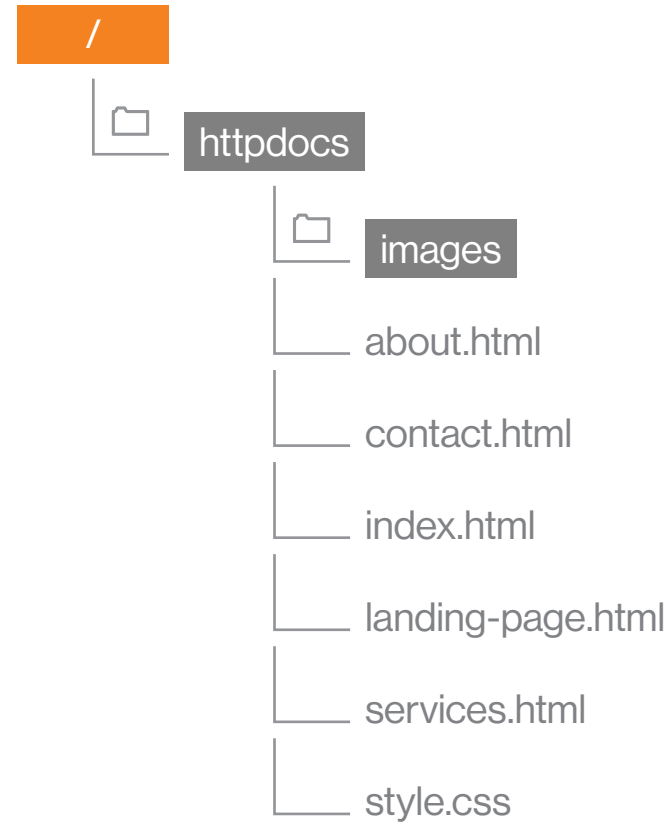 /
httpdocs
images
about.html
contact.html
index.html
landing-page.html
services.html
style.css